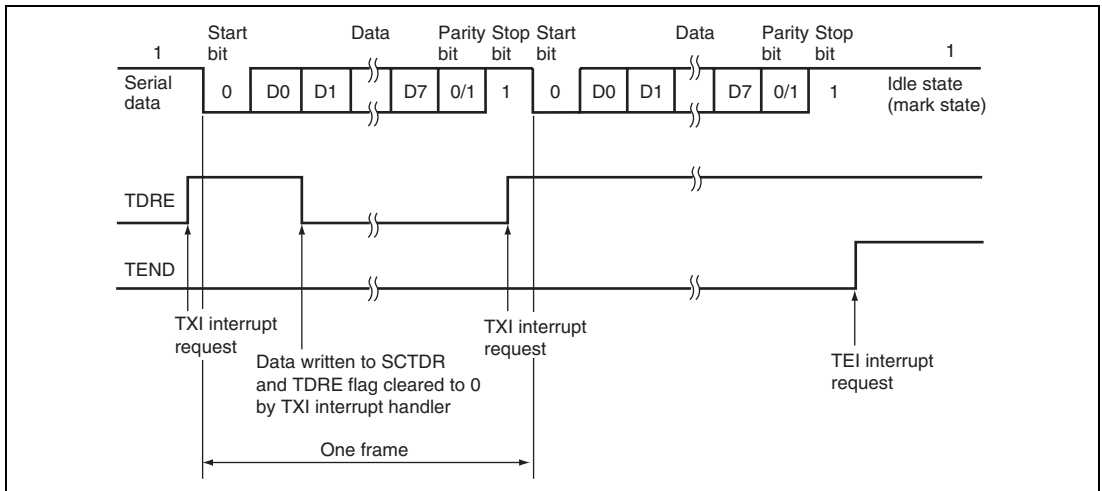 Start bit
Data
Parity bit
Stop bit
Start bit
Data
Parity bit
Stop bit
1
1
Serial data
0
D0
D1
D7
0/1
1
0
D0
D1
D7
0/1
1
Idle state
(mark state)
TDRE
TEND
TXI interrupt
request
Data written to SCTDR
and TDRE flag cleared to 0
by TXI interrupt handler
TXI interrupt
request
TEI interrupt
request
One frame